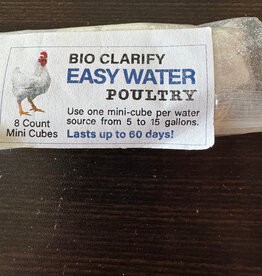 BIO CLARIFY
EASY WATER
POULTRY
Use one mini-cube per water
source from 5 to 15 gallons.
Lasts up to 60 days!
8 Count
Mini Cubes